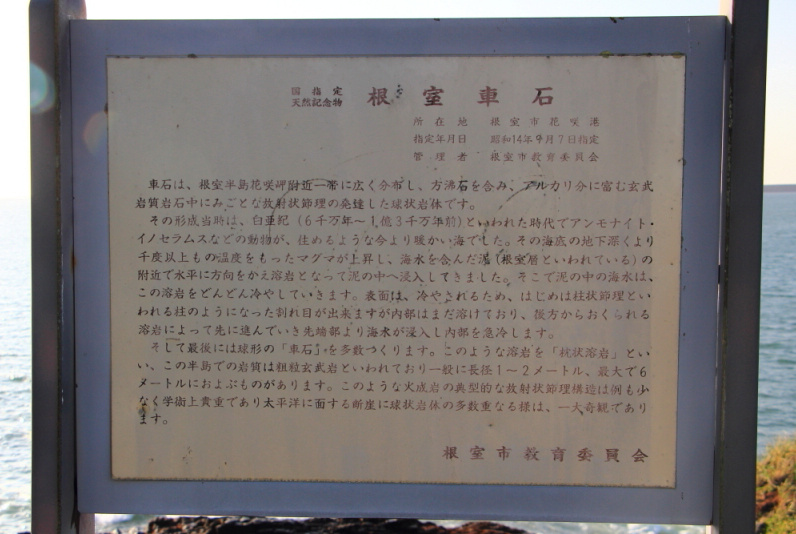 国指定
天然記念物
根室車石
所在地 根室市花咲港
指定年月日 昭和14年9月7日指定
管理者 根室市教育委員会
車石は、根室半島花咲岬附近一帯に広く分布し、方沸石を含み、アルカリ分に富む玄武
岩質岩石中にみごとな放射状節理の発達した球状岩体です。
その形成当時は、白亜紀(6千万年〜1億3千万年前)といわれた時代でアンモナイト・
イノセラムスなどの動物が、住めるような今より暖かい海でした。その海底の地下深くより
千度以上もの温度をもったマグマが上昇し、海水を含んだ泥(根室層といわれている)の
附近で水平に方向をかえ溶岩となって泥の中へ浸入してきました。そこで泥の中の海水は、
この溶岩をどんどん冷やしていきます。表面は、冷やされるため、はじめは柱状節理とい
われる柱のようになった割れ目が出来ますが内部はまだ溶けており、後方からおくられる
溶岩によって先に進んでいき先端部より海水が浸入し内部を急冷します。
そして最後には球形の「車石」を多数つくります。このような溶岩を「枕状溶岩」とい
い、この半島での岩質は粗粒玄武岩といわれており一般に長径1〜2メートル、最大で6
メートルにおよぶものがあります。このような火成岩の典型的な放射状節理構造は例も少
なく学術上貴重であり太平洋に面する断崖に球状岩体の多数重なる様は、一大奇観であり
ます。
根室市教育委員会